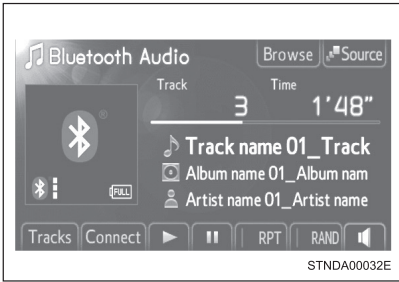 Bluetooth Audio Browse Source
Track Time
3 1'48"
Track name 01_Track
Album name 01_Album nam
Artist name 01_Artist name
FULL
Tracks Connect RPT RAND
STNDA00032E